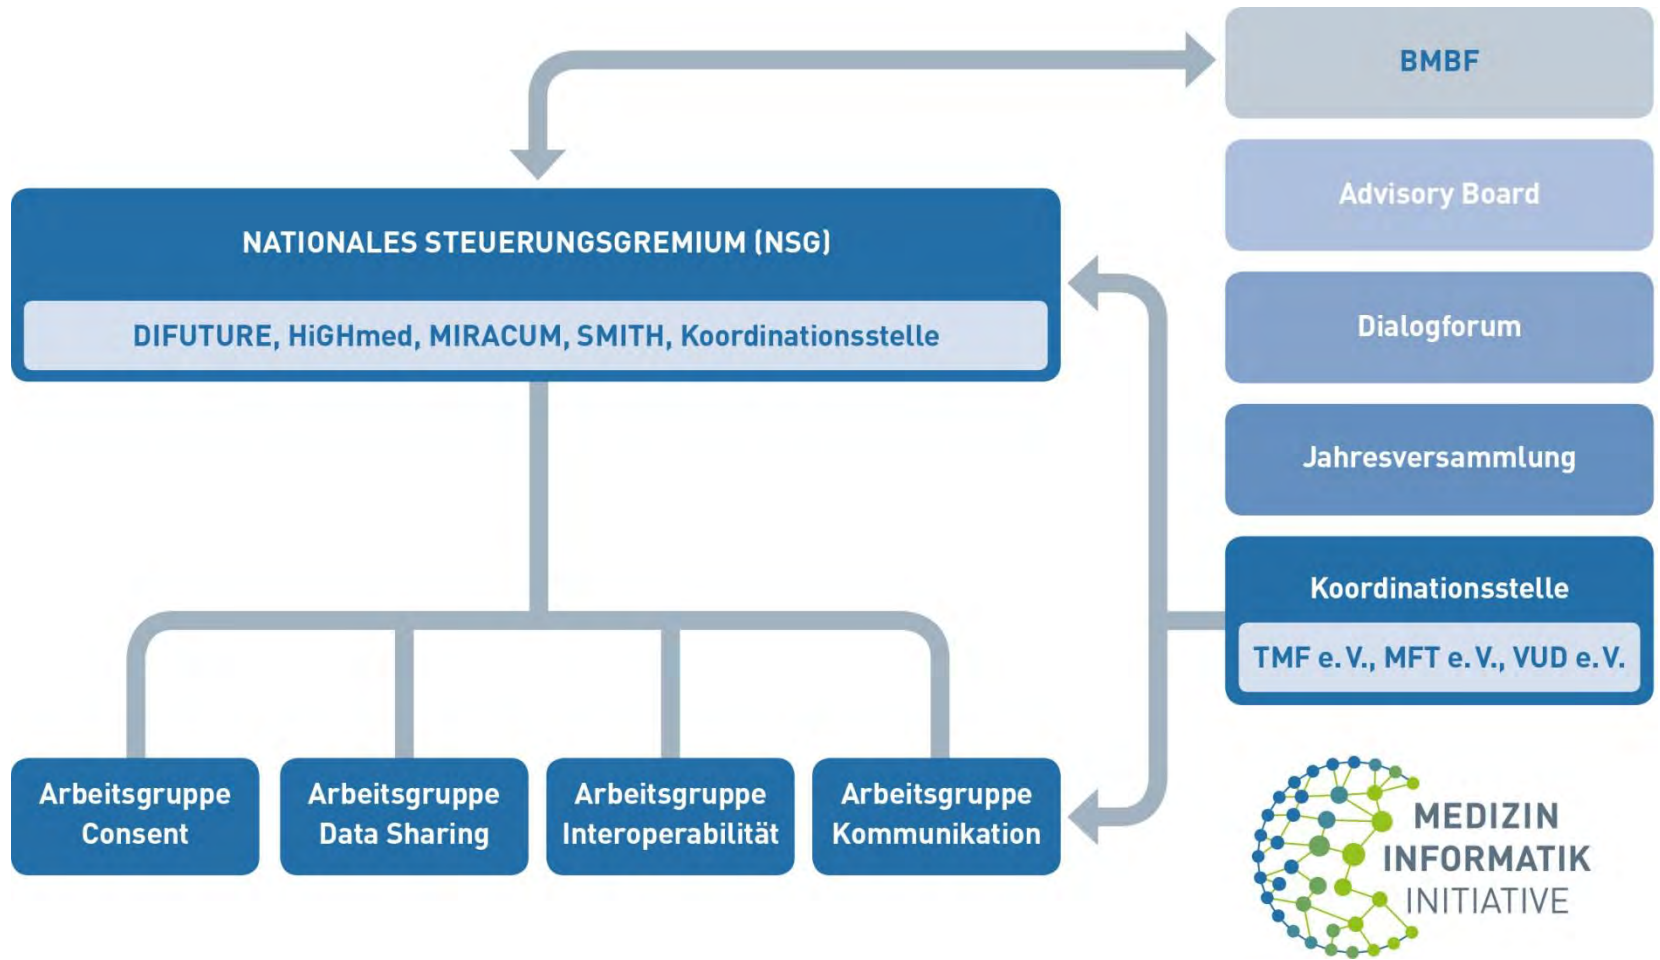 BMBF
Advisory Board
NATIONALES STEUERUNGSGREMIUM (NSG)
DIFUTURE, HiGHmed, MIRACUM, SMITH, Koordinationsstelle
Dialogforum
Jahresversammlung
Koordinationsstelle
TMF e.V., MFT e.V., VUD e.V.
Arbeitsgruppe
Consent
Arbeitsgruppe
Data Sharing
Arbeitsgruppe
Interoperabilität
Arbeitsgruppe
Kommunikation
MEDIZIN
INFORMATIK
INITIATIVE